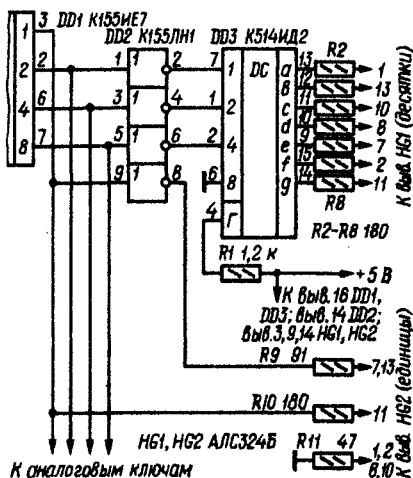 3 DD1 К155ИЕ7
DD2 К155ЛН1
DD3 К514ИД2
1
2 2 1 1 2 7 1 DC a 13 R2 1
в 12 13
4 6 3 1 4 1 2 c 11 10
d 10 8
8 7 5 1 6 2 4 e 9 7
f 15 2
9 1 8 6 8 g 14 11
4 Г
R8
R2-R8 180
К выв. HG1 (десятки)
R1 1,2 к
+5 В
К выв.16 DD1,
DD3; выв.14 DD2;
выв.3,9,14 HG1, HG2
R9 91 7,13
R10 180 11
HG1, HG2 АЛС324Б
R11 47 1,2
8,10
К выв. HG2 (единицы)
К аналоговым ключам